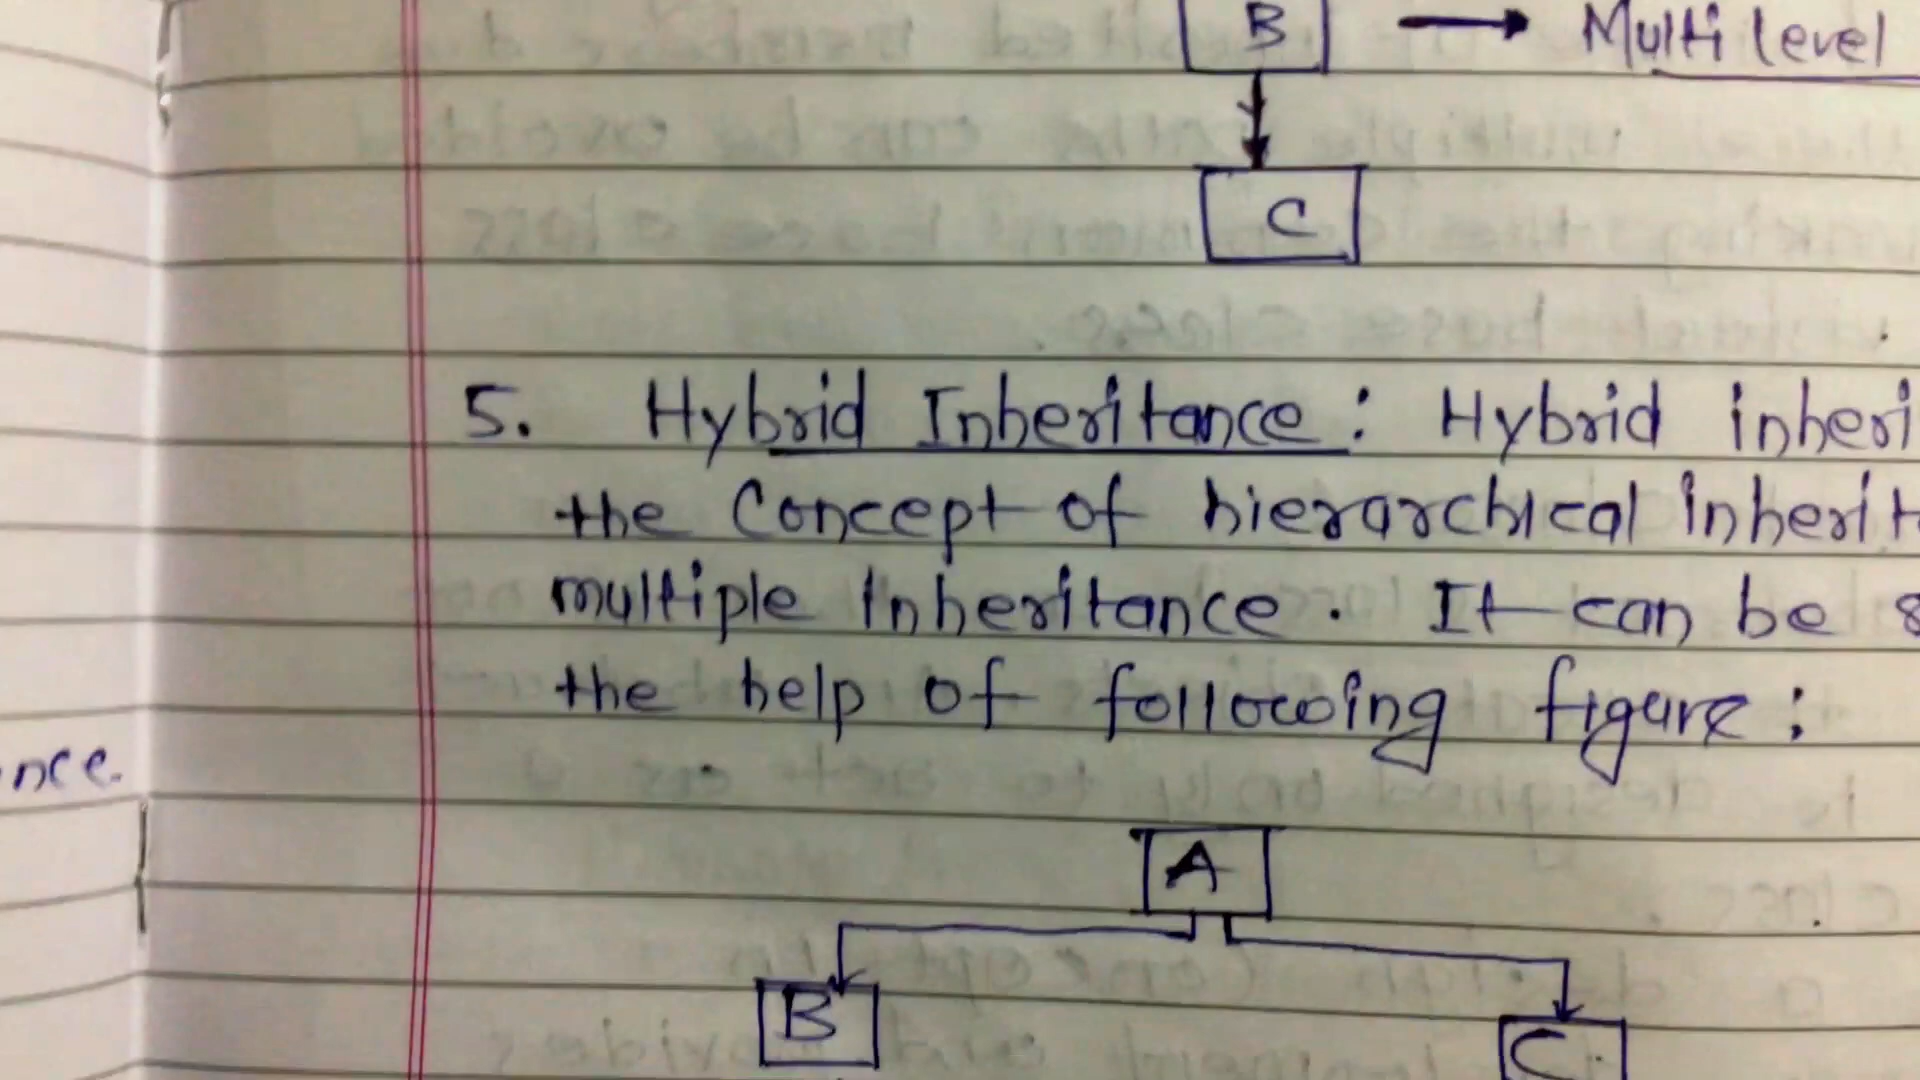 B → Multi level
C
5. Hybrid Inheritance : Hybrid inheri
the Concept of hierarchical inherit
multiple inheritance. It can be
the help of following figure :
nce.
A
B
C